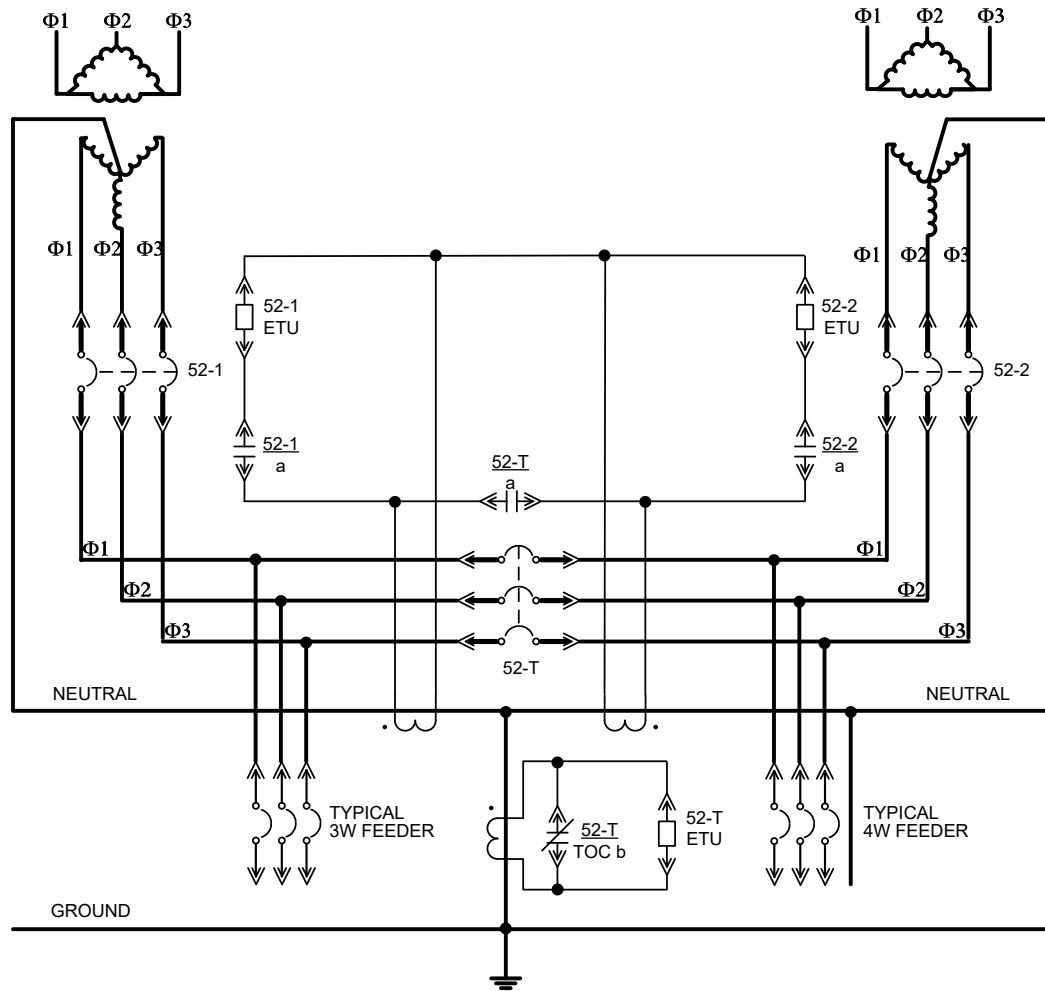 Φ1 Φ2 Φ3
Φ1 Φ2 Φ3
Φ1 Φ2 Φ3
Φ1 Φ2 Φ3
52-1
ETU
52-2
ETU
52-1
52-2
52-1
a
52-2
a
52-T
a
Φ1
Φ1
Φ2
Φ2
Φ3
Φ3
52-T
NEUTRAL
NEUTRAL
TYPICAL
3W FEEDER
52-T
TOC b
52-T
ETU
TYPICAL
4W FEEDER
GROUND